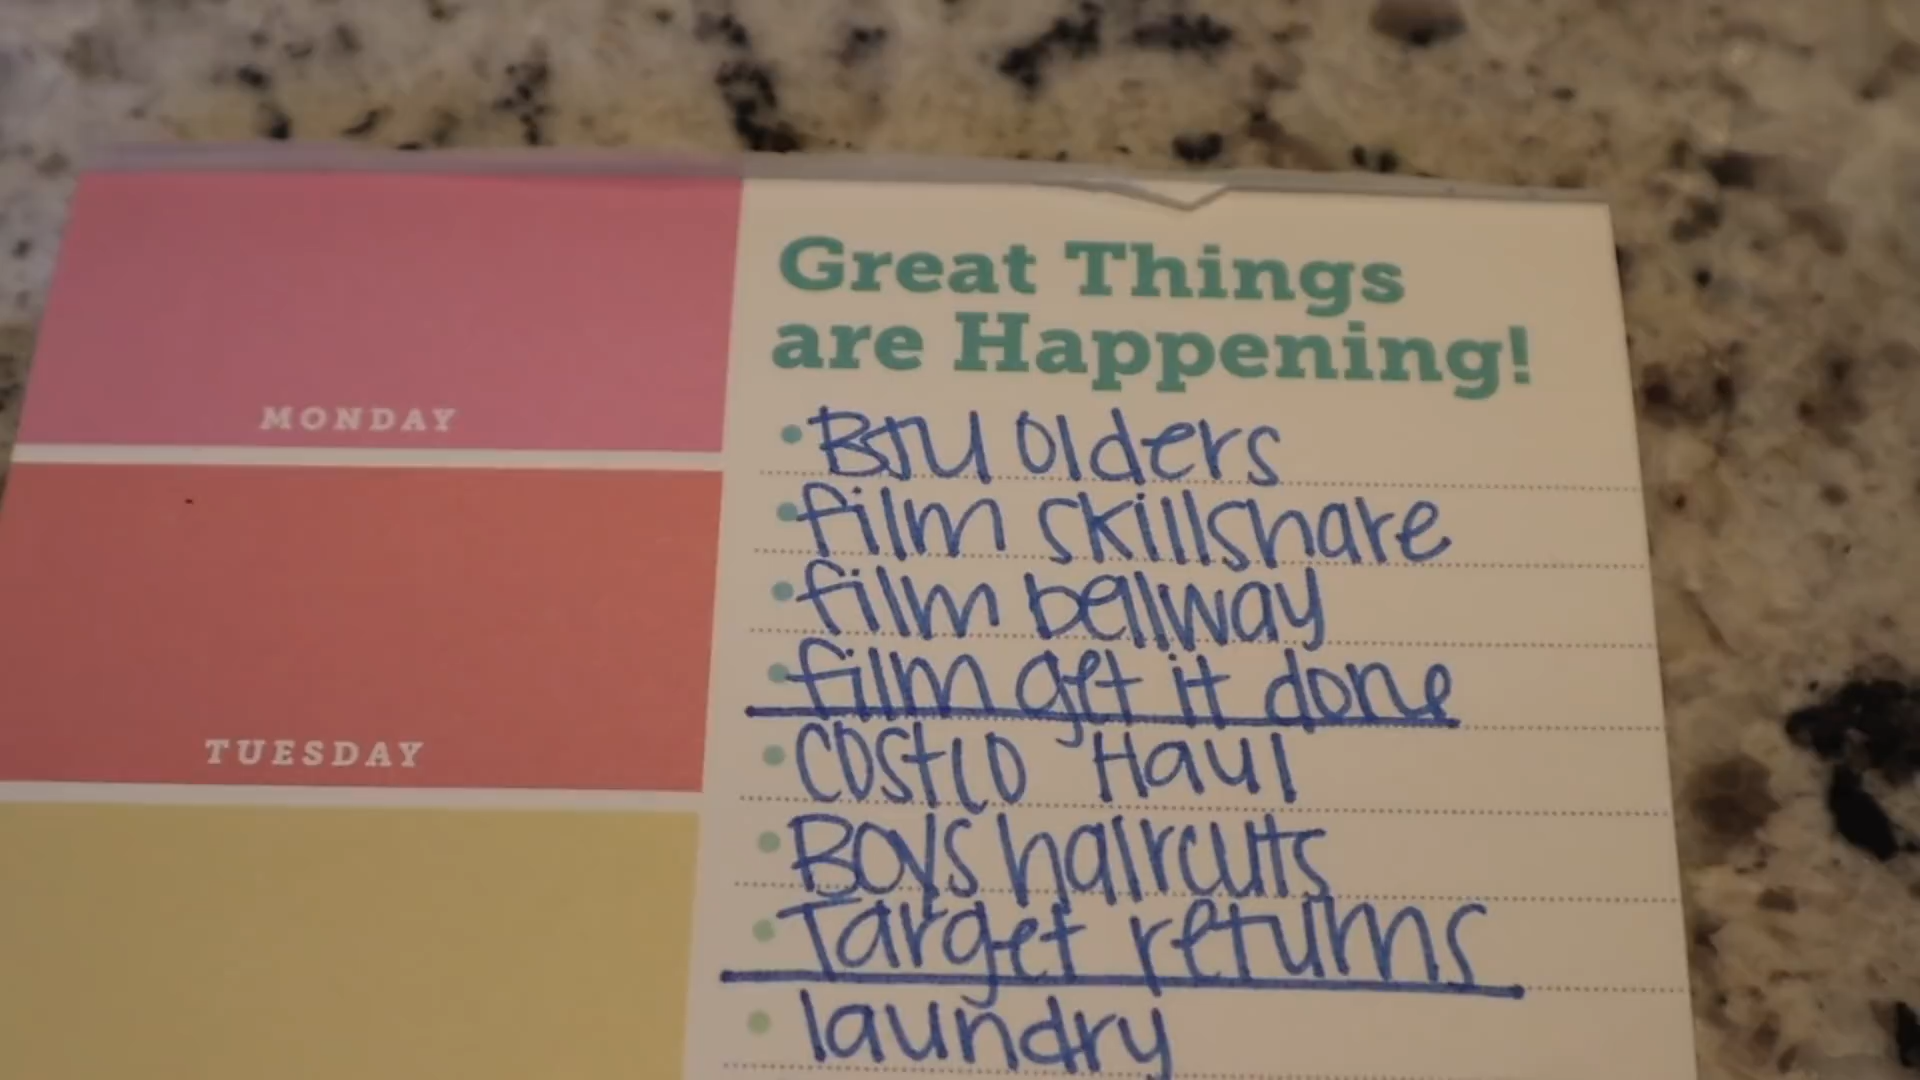 MONDAY
TUESDAY
Great Things
are Happening!
BJU Olders
film skillshare
film bellway
film get it done
Costco Haul
Boys haircuts
Target returns
laundry